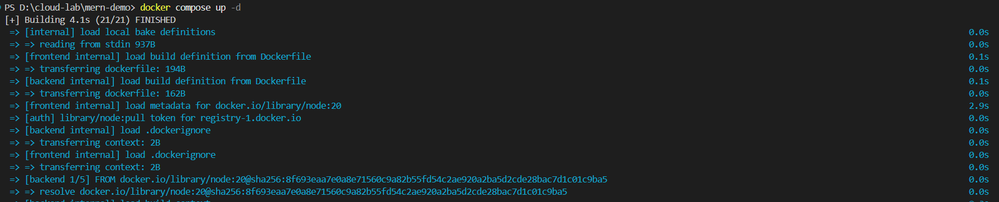 PS D:\cloud-lab\mern-demo> docker compose up -d
[+] Building 4.1s (21/21) FINISHED
=> [internal] load local bake definitions 0.0s
=> => reading from stdin 937B 0.0s
=> [frontend internal] load build definition from Dockerfile 0.1s
=> => transferring dockerfile: 194B 0.0s
=> [backend internal] load build definition from Dockerfile 0.1s
=> => transferring dockerfile: 162B 0.0s
=> [frontend internal] load metadata for docker.io/library/node:20 2.9s
=> [auth] library/node:pull token for registry-1.docker.io 0.0s
=> [backend internal] load .dockerignore 0.0s
=> => transferring context: 2B 0.0s
=> [frontend internal] load .dockerignore 0.0s
=> => transferring context: 2B 0.0s
=> [backend 1/5] FROM docker.io/library/node:20@sha256:8f693eaa7e0a8e71560c9a82b55fd54c2ae920a2ba5d2cde28bac7d1c01c9ba5 0.0s
=> => resolve docker.io/library/node:20@sha256:8f693eaa7e0a8e71560c9a82b55fd54c2ae920a2ba5d2cde28bac7d1c01c9ba5 0.0s